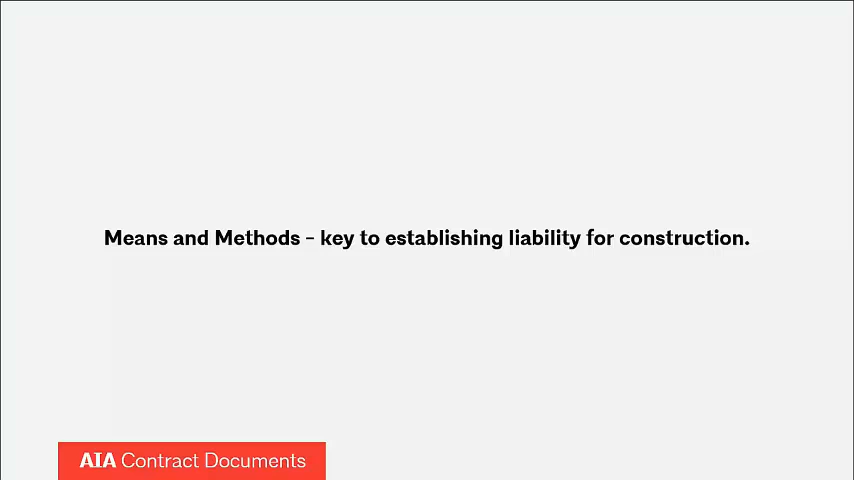 Means and Methods – key to establishing liability for construction.
AIA Contract Documents